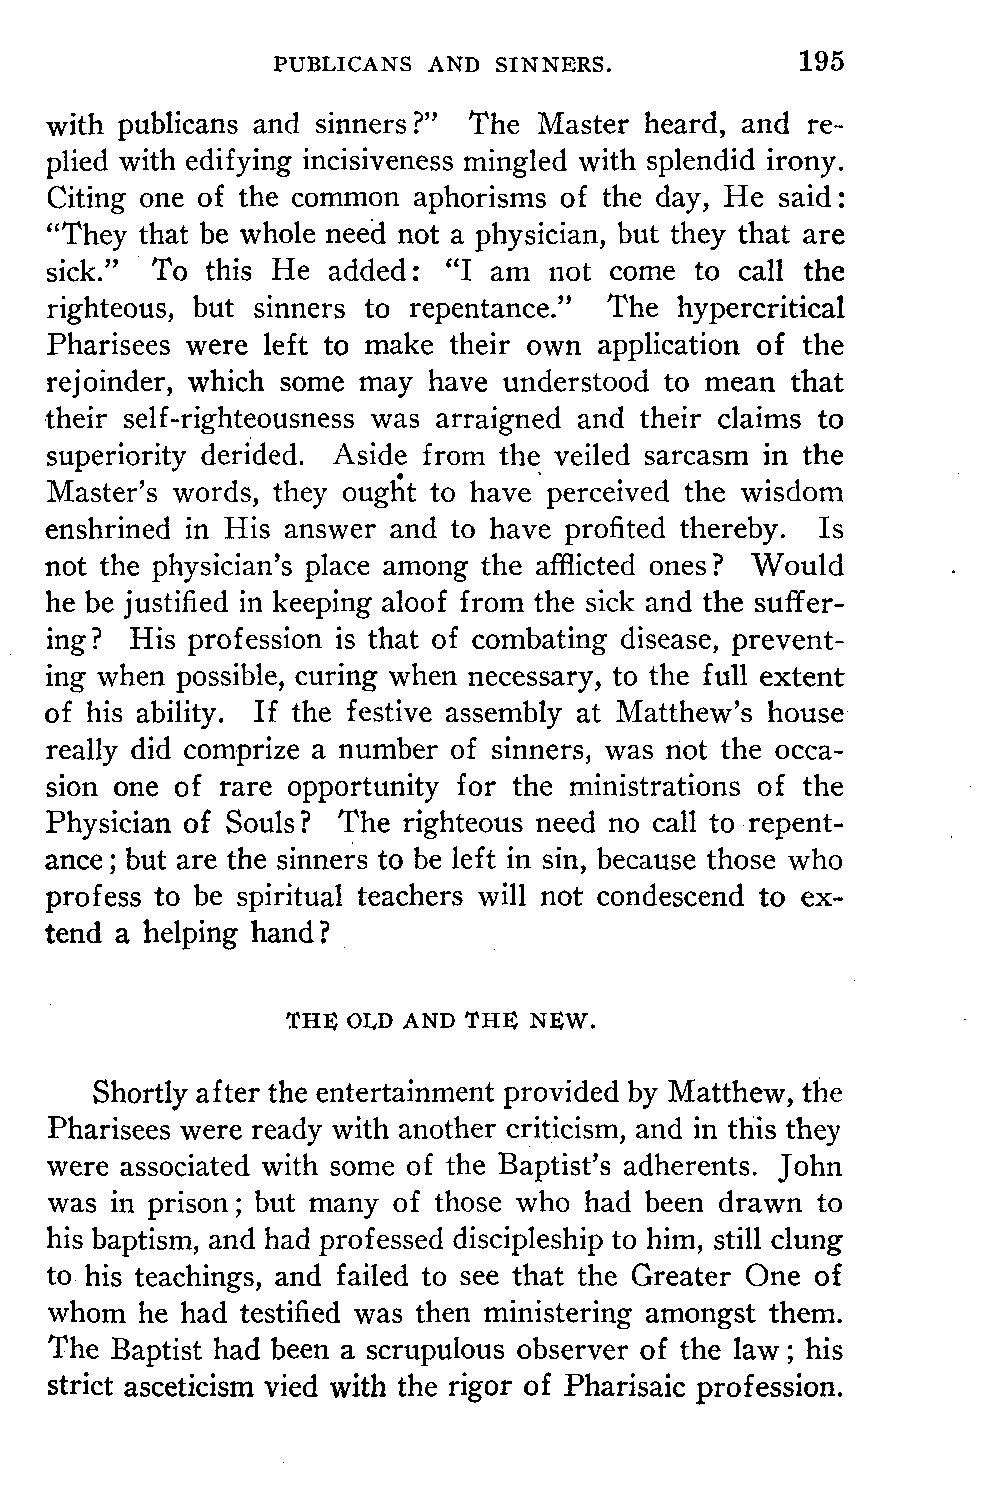 PUBLICANS AND SINNERS. 195
with publicans and sinners?” The Master heard, and re-
plied with edifying incisiveness mingled with splendid irony.
Citing one of the common aphorisms of the day, He said:
“They that be whole need not a physician, but they that are
sick.” To this He added: “I am not come to call the
righteous, but sinners to repentance.” The hypercritical
Pharisees were left to make their own application of the
rejoinder, which some may have understood to mean that
their self-righteousness was arraigned and their claims to
superiority derided. Aside from the veiled sarcasm in the
Master’s words, they ought to have perceived the wisdom
enshrined in His answer and to have profited thereby. Is
not the physician’s place among the afflicted ones? Would
he be justified in keeping aloof from the sick and the suffer-
ing? His profession is that of combating disease, prevent-
ing when possible, curing when necessary, to the full extent
of his ability. If the festive assembly at Matthew’s house
really did comprize a number of sinners, was not the occa-
sion one of rare opportunity for the ministrations of the
Physician of Souls? The righteous need no call to repent-
ance; but are the sinners to be left in sin, because those who
profess to be spiritual teachers will not condescend to ex-
tend a helping hand?
THE OLD AND THE NEW.
Shortly after the entertainment provided by Matthew, the
Pharisees were ready with another criticism, and in this they
were associated with some of the Baptist’s adherents. John
was in prison; but many of those who had been drawn to
his baptism, and had professed discipleship to him, still clung
to his teachings, and failed to see that the Greater One of
whom he had testified was then ministering amongst them.
The Baptist had been a scrupulous observer of the law; his
strict asceticism vied with the rigor of Pharisaic profession.